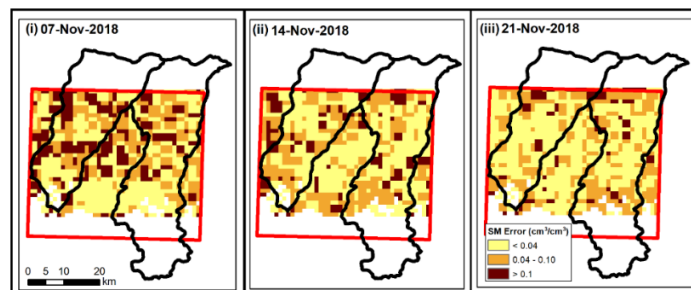 (i) 07-Nov-2018
(ii) 14-Nov-2018
(iii) 21-Nov-2018
SM Error (cm³/cm³)
< 0.04
0.04 - 0.10
> 0.1
0 5 10 20
km